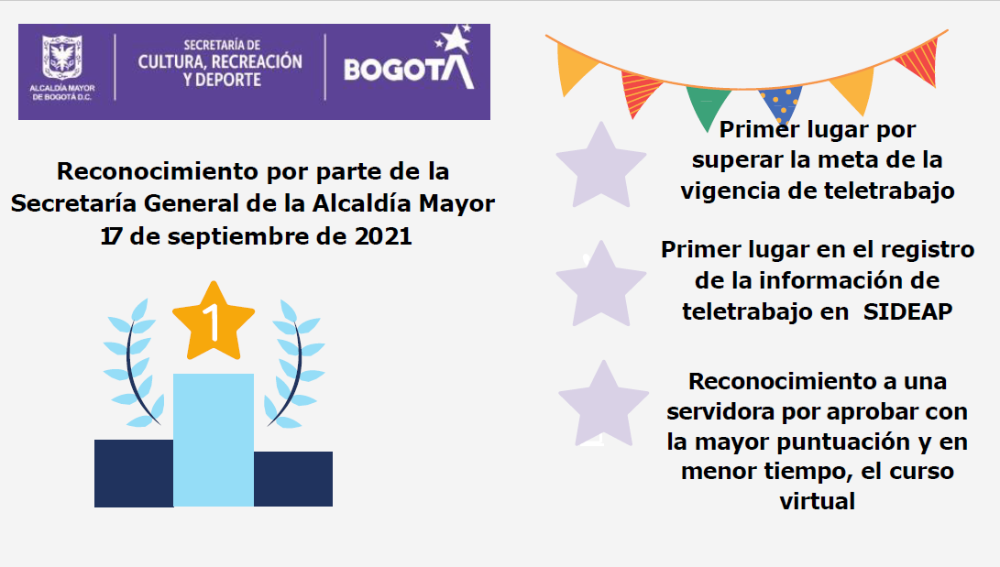 ALCALDÍA MAYOR
DE BOGOTÁ D.C.
SECRETARÍA DE
CULTURA, RECREACIÓN
Y DEPORTE
BOGOTÁ
Reconocimiento por parte de la
Secretaría General de la Alcaldía Mayor
17 de septiembre de 2021
1
Primer lugar por
superar la meta de la
vigencia de teletrabajo
Primer lugar en el registro
de la información de
teletrabajo en SIDEAP
Reconocimiento a una
servidora por aprobar con
la mayor puntuación y en
menor tiempo, el curso
virtual